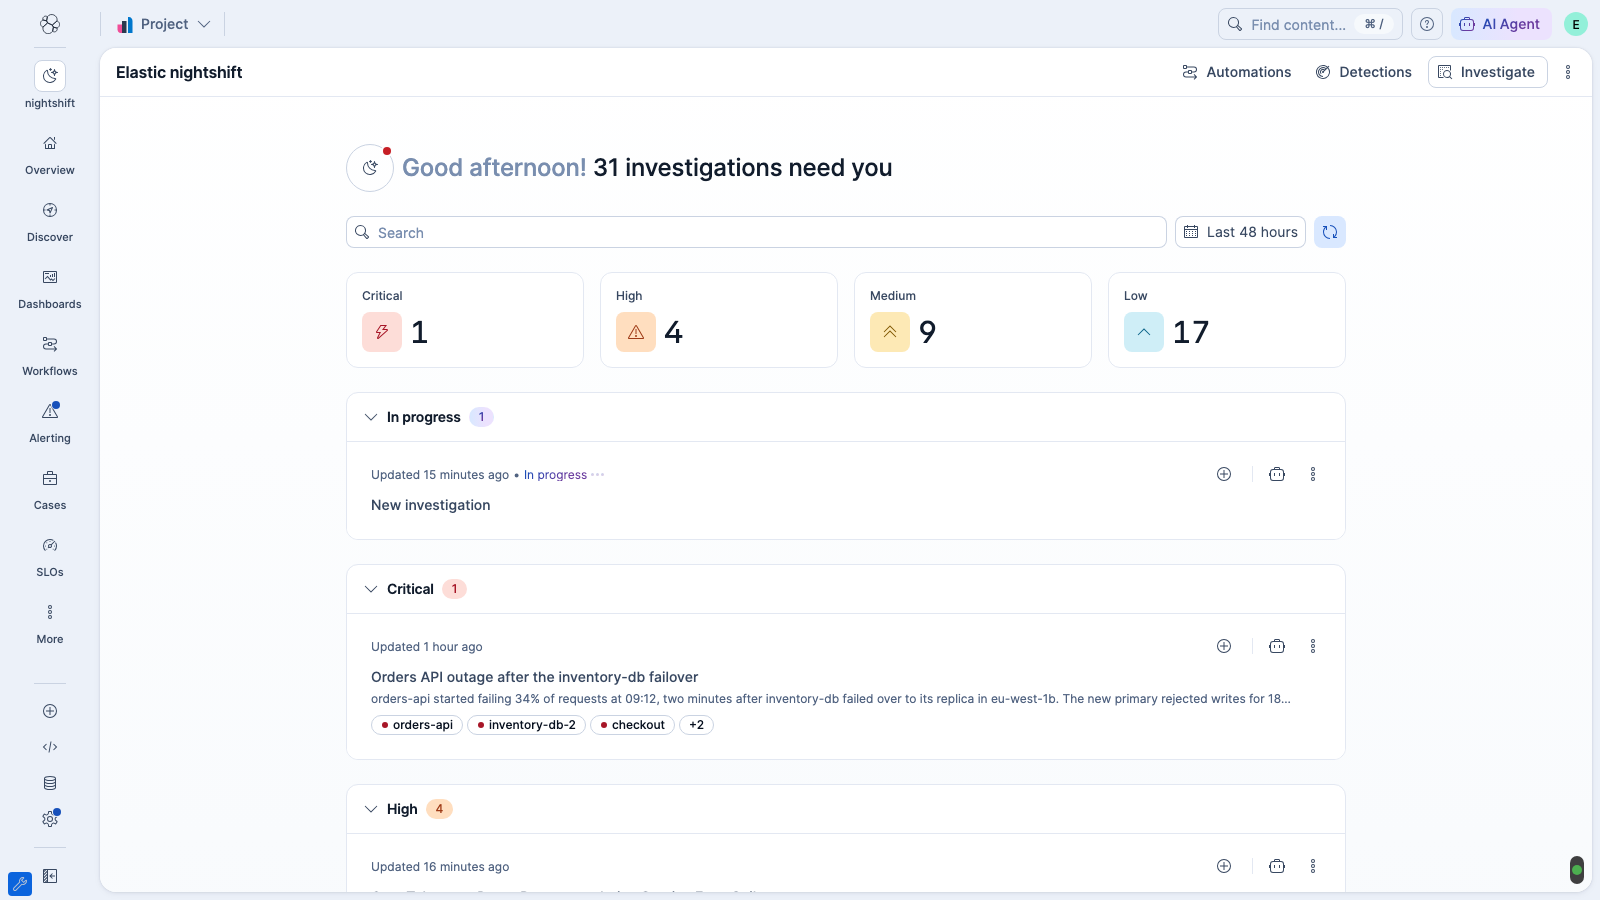 Project
Find content... ⌘ /
AI Agent
E
Elastic nightshift
Automations
Detections
Investigate
nightshift
Overview
Discover
Dashboards
Workflows
Alerting
Cases
SLOs
More
Good afternoon! 31 investigations need you
Search
Last 48 hours
Critical
1
High
4
Medium
9
Low
17
In progress 1
Updated 15 minutes ago • In progress
New investigation
Critical 1
Updated 1 hour ago
Orders API outage after the inventory-db failover
orders-api started failing 34% of requests at 09:12, two minutes after inventory-db failed over to its replica in eu-west-1b. The new primary rejected writes for 18...
orders-api inventory-db-2 checkout +2
High 4
Updated 16 minutes ago